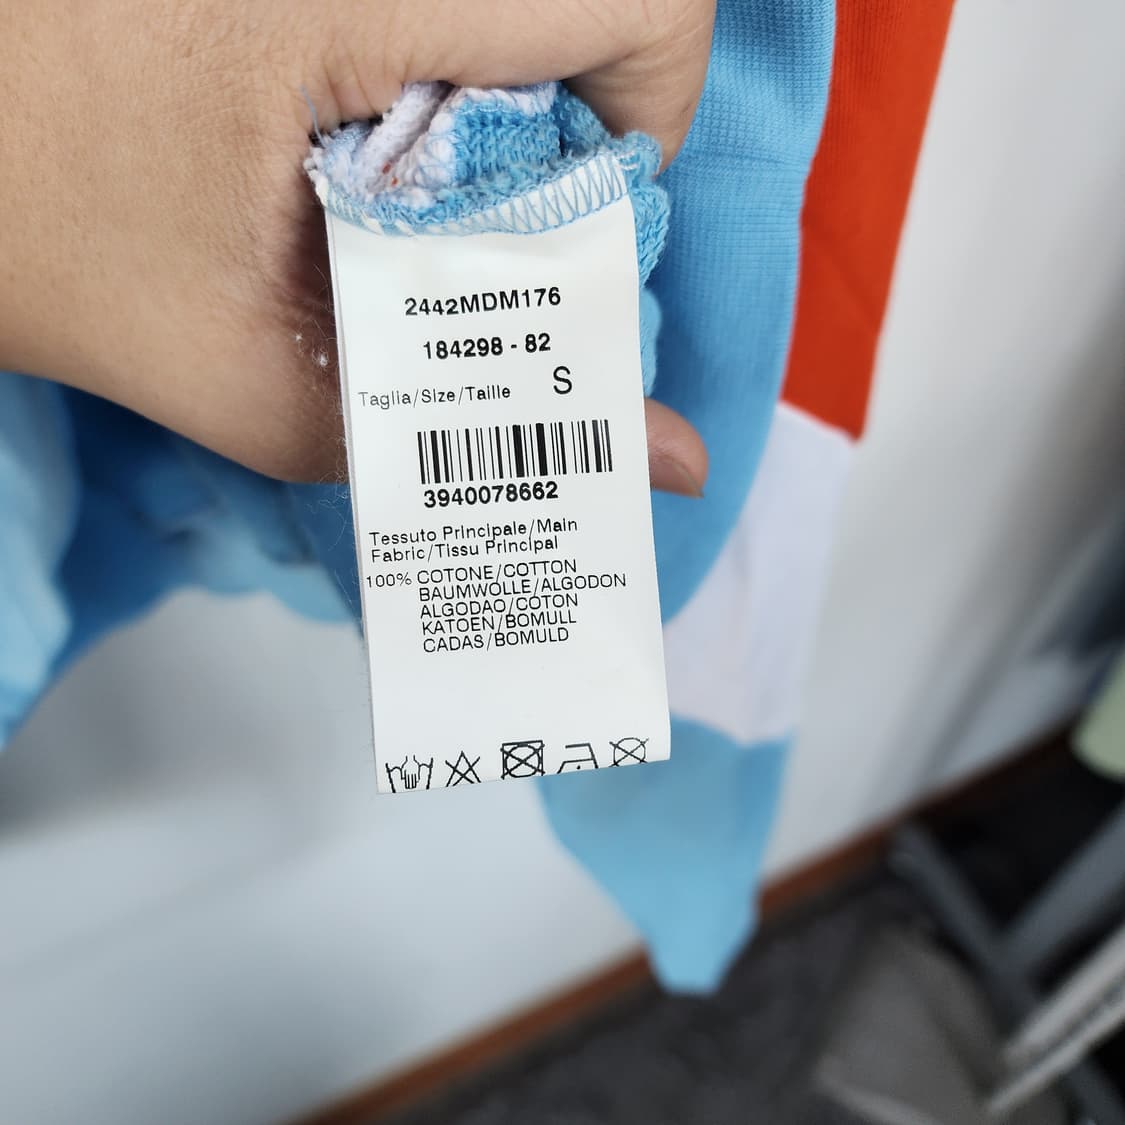 2442MDM176
184298 - 82
Taglia/Size/Taille S
3940078662
Tessuto Principale/Main
Fabric/Tissu Principal
100% COTONE/COTTON
BAUMWOLLE/ALGODON
ALGODAO/COTON
KATOEN/BOMULL
CADAS/BOMULD